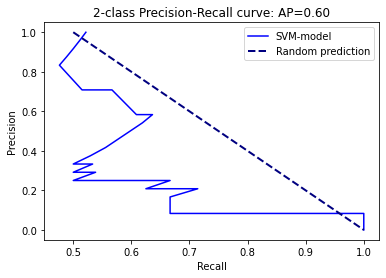 2-class Precision-Recall curve: AP=0.60
SVM-model
Random prediction
Precision
1.0
0.8
0.6
0.4
0.2
0.0
0.5
0.6
0.7
0.8
0.9
1.0
Recall